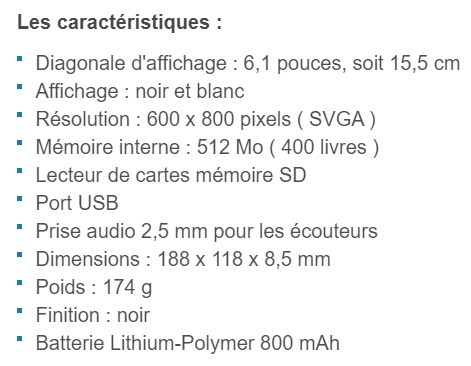 Les caractéristiques :
Diagonale d'affichage : 6,1 pouces, soit 15,5 cm
Affichage : noir et blanc
Résolution : 600 x 800 pixels ( SVGA )
Mémoire interne : 512 Mo ( 400 livres )
Lecteur de cartes mémoire SD
Port USB
Prise audio 2,5 mm pour les écouteurs
Dimensions : 188 x 118 x 8,5 mm
Poids : 174 g
Finition : noir
Batterie Lithium-Polymer 800 mAh